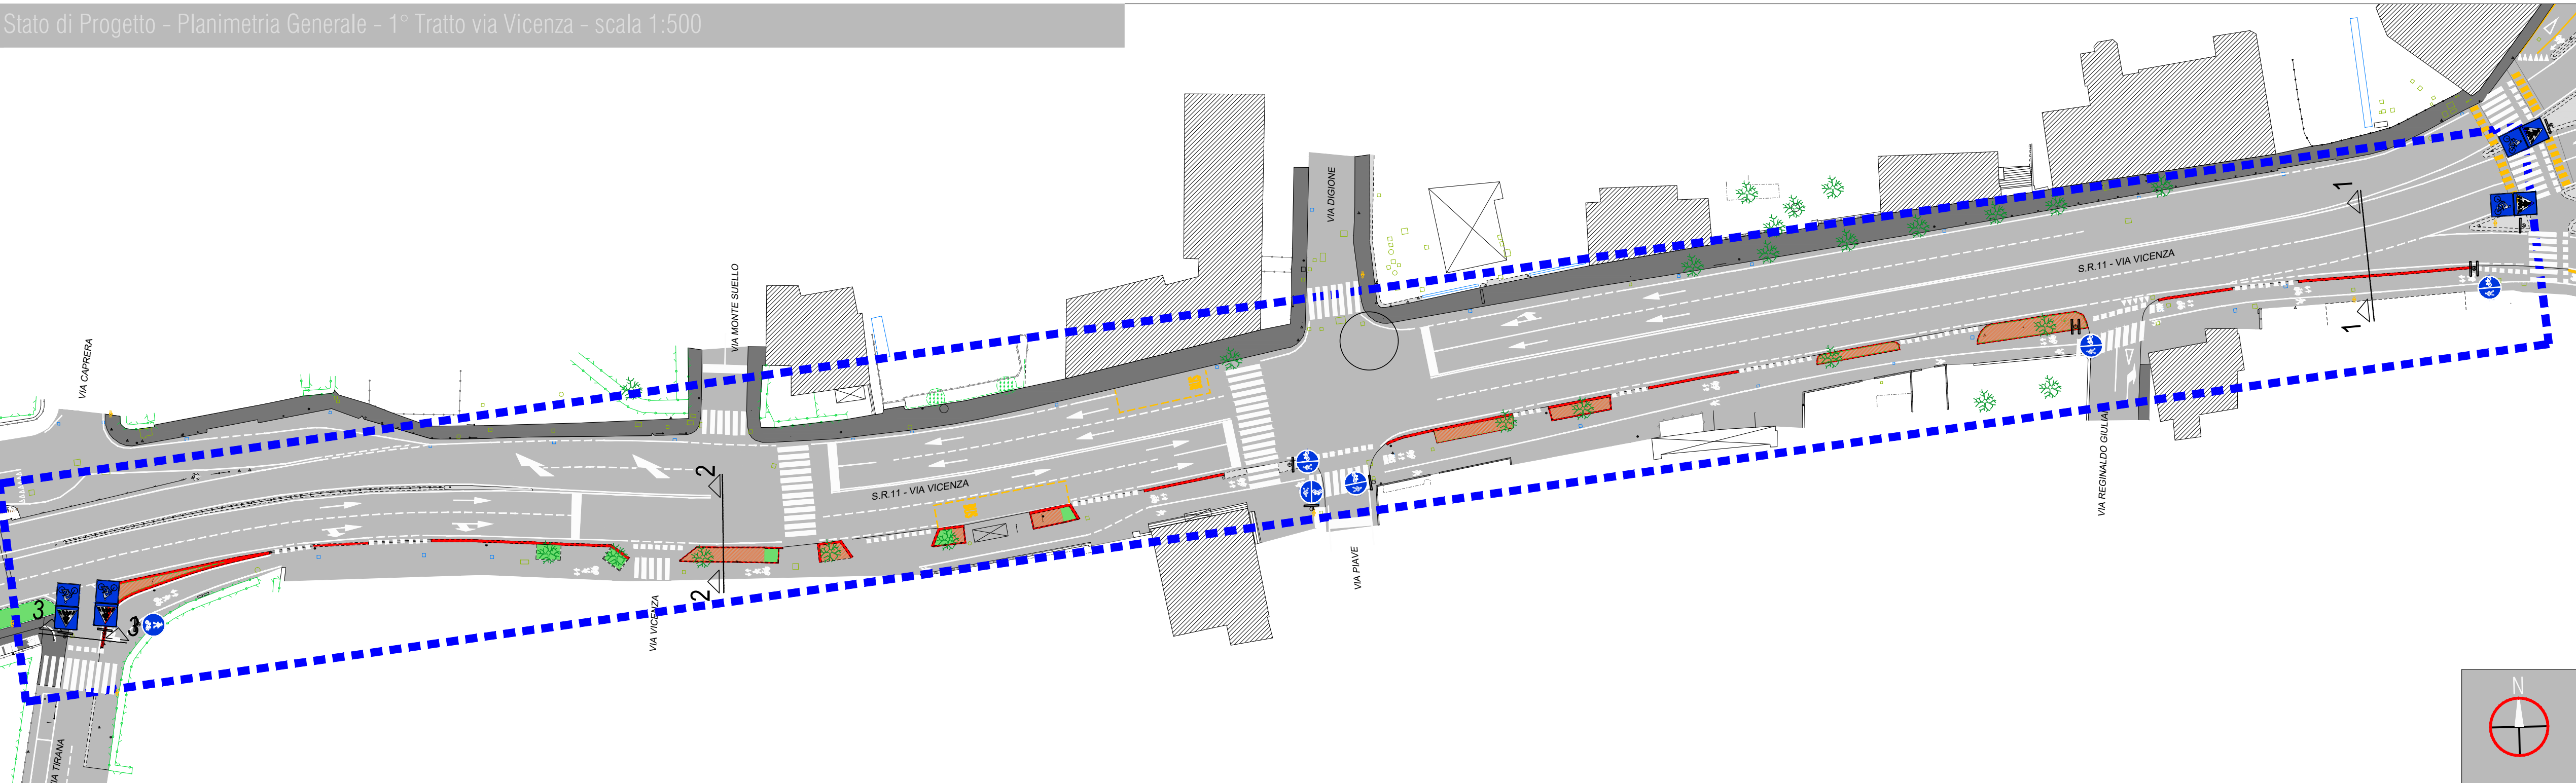 Stato di Progetto - Planimetria Generale - 1° Tratto via Vicenza - scala 1:500
VIA CAPRERA
VIA MONTE SUELLO
VIA DIGIONE
1
S.R.11 - VIA VICENZA
1
2
S.R.11 - VIA VICENZA
2
3
3
VIA VICENZA
VIA PIAVE
VIA REGINALDO GIULIANI
VIA TIRANA
N